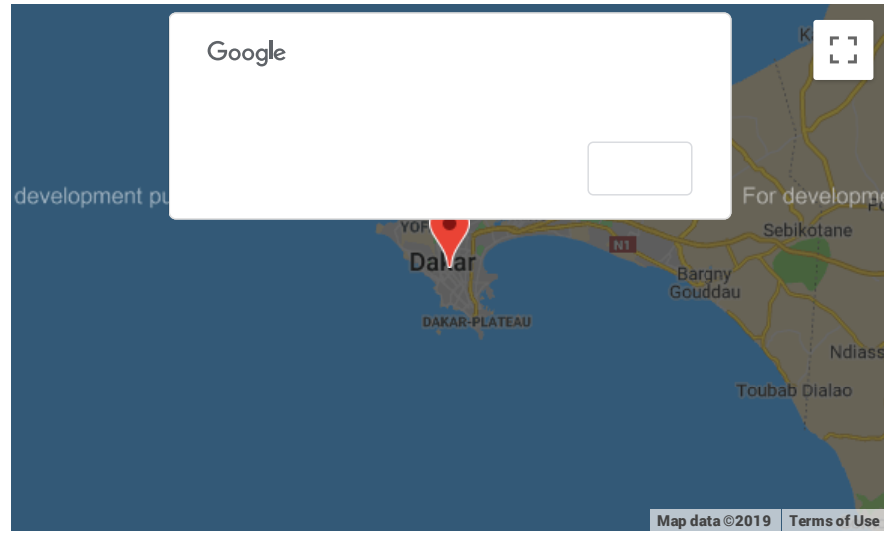 Google
development pu
For developme
YOF
Sebikotane
N1
Dakar
Bargny
Gouddau
DAKAR-PLATEAU
Ndiass
Toubab Dialao
Map data ©2019
Terms of Use